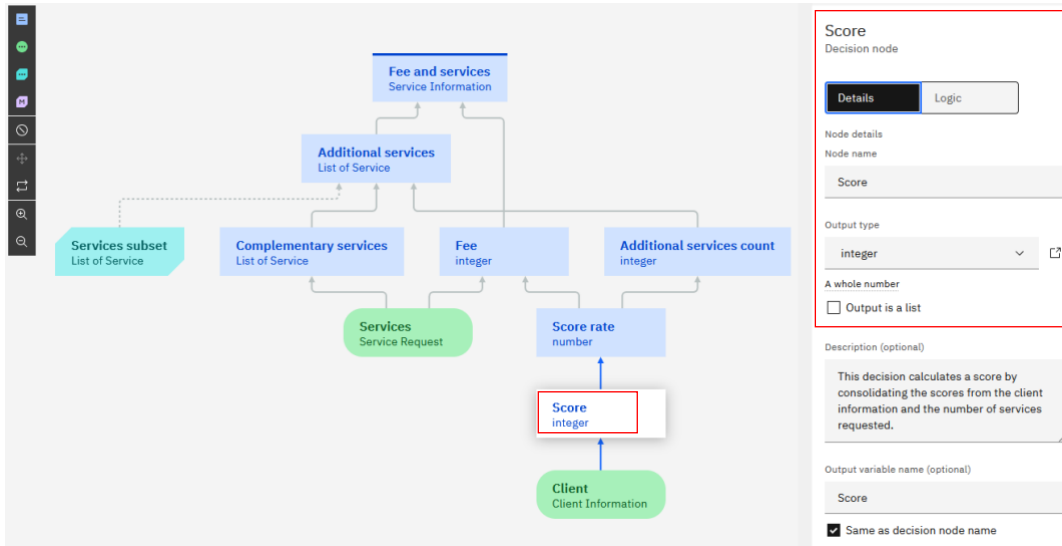 Fee and services
Service Information
Additional services
List of Service
Services subset
List of Service
Complementary services
List of Service
Fee
integer
Additional services count
integer
Services
Service Request
Score rate
number
Score
integer
Client
Client Information
Score
Decision node
Details
Logic
Node details
Node name
Score
Output type
integer
A whole number
Output is a list
Description (optional)
This decision calculates a score by
consolidating the scores from the client
information and the number of services
requested.
Output variable name (optional)
Score
Same as decision node name